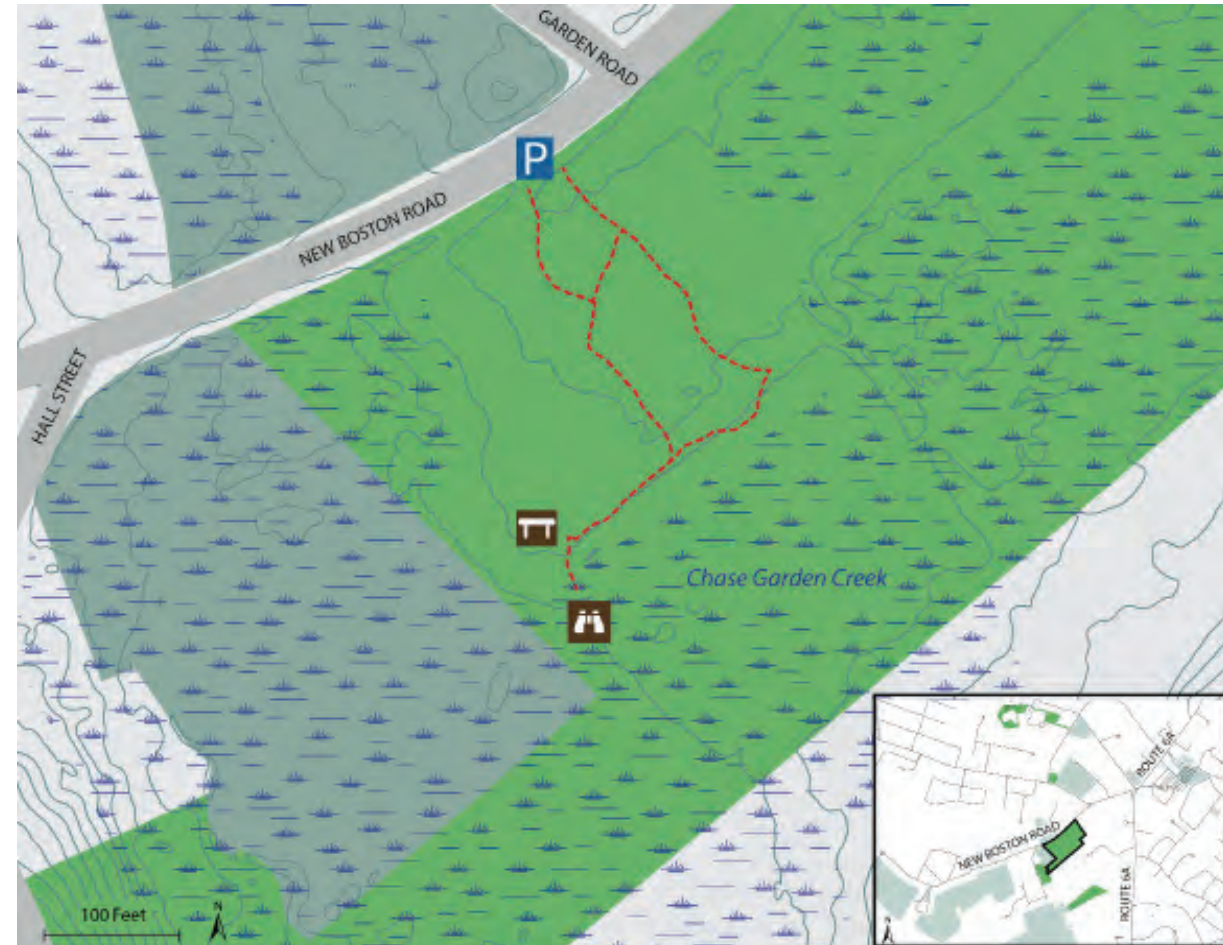 GARDEN ROAD
P
NEW BOSTON ROAD
HALL STREET
Chase Garden Creek
100 Feet
N
ROUTE 6A
NEW BOSTON ROAD
ROUTE 6A
N